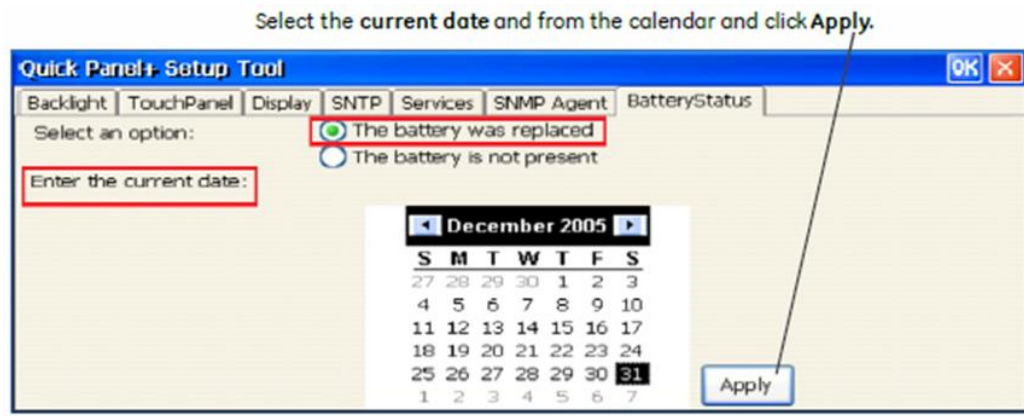 Select the current date and from the calendar and click Apply.
Quick Panel+ Setup Tool OK
Backlight TouchPanel Display SNTP Services SNMP Agent BatteryStatus
Select an option: The battery was replaced
The battery is not present
Enter the current date:
December 2005
S M T W T F S
27 28 29 30 1 2 3
4 5 6 7 8 9 10
11 12 13 14 15 16 17
18 19 20 21 22 23 24
25 26 27 28 29 30 31
1 2 3 4 5 6 7
Apply